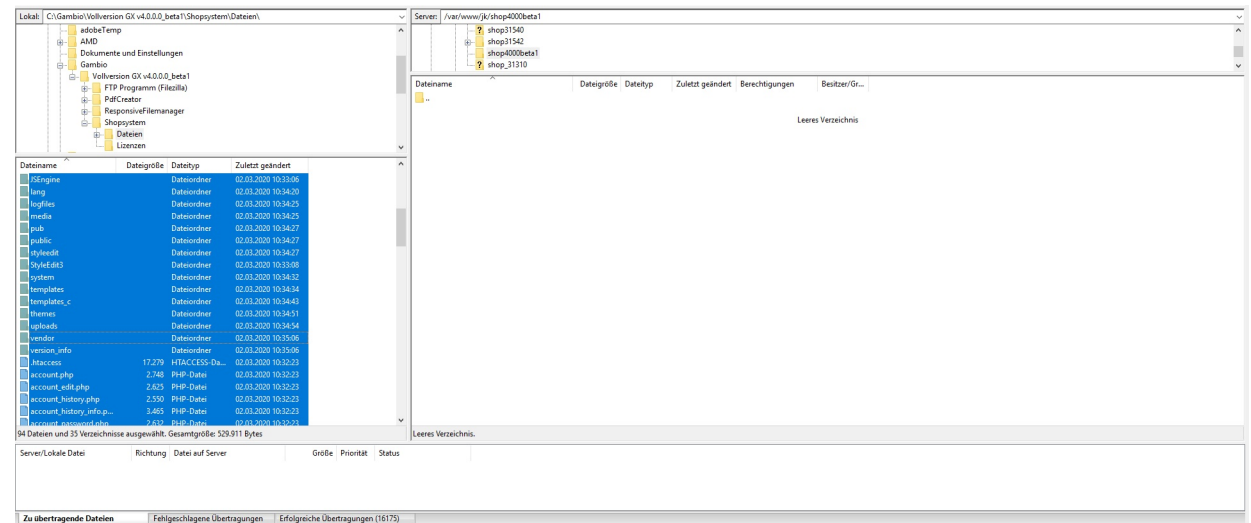 Lokal: C:\Gambio\Vollversion GX v4.0.0.0_beta1\Shopsystem\Dateien\
adobeTemp
AMD
Dokumente und Einstellungen
Gambio
Vollversion GX v4.0.0.0_beta1
FTP Programm (Filezilla)
PdfCreator
ResponsiveFilemanager
Shopsystem
Dateien
Lizenzen
Dateiname Dateigröße Dateityp Zuletzt geändert
JSEngine Dateiordner 02.03.2020 10:33:06
lang Dateiordner 02.03.2020 10:34:20
logfiles Dateiordner 02.03.2020 10:34:25
media Dateiordner 02.03.2020 10:34:25
pub Dateiordner 02.03.2020 10:34:27
public Dateiordner 02.03.2020 10:34:27
styleedit Dateiordner 02.03.2020 10:34:27
StyleEdit3 Dateiordner 02.03.2020 10:33:08
system Dateiordner 02.03.2020 10:34:32
templates Dateiordner 02.03.2020 10:34:34
templates_c Dateiordner 02.03.2020 10:34:43
themes Dateiordner 02.03.2020 10:34:51
uploads Dateiordner 02.03.2020 10:34:54
vendor Dateiordner 02.03.2020 10:35:06
version_info Dateiordner 02.03.2020 10:35:06
.htaccess 17.279 HTACCESS-Da... 02.03.2020 10:32:23
account.php 2.748 PHP-Datei 02.03.2020 10:32:23
account_edit.php 2.625 PHP-Datei 02.03.2020 10:32:23
account_history.php 2.550 PHP-Datei 02.03.2020 10:32:23
account_history_info.p... 3.465 PHP-Datei 02.03.2020 10:32:23
account_password.php 2.632 PHP-Datei 02.03.2020 10:32:23
94 Dateien und 35 Verzeichnisse ausgewählt. Gesamtgröße: 529.911 Bytes
Server: /var/www/jk/shop4000beta1
shop31540
shop31542
shop4000beta1
shop_31310
Dateiname Dateigröße Dateityp Zuletzt geändert Berechtigungen Besitzer/Gr...
..
Leeres Verzeichnis
Leeres Verzeichnis.
Server/Lokale Datei Richtung Datei auf Server Größe Priorität Status
Zu übertragende Dateien Fehlgeschlagene Übertragungen Erfolgreiche Übertragungen (16175)